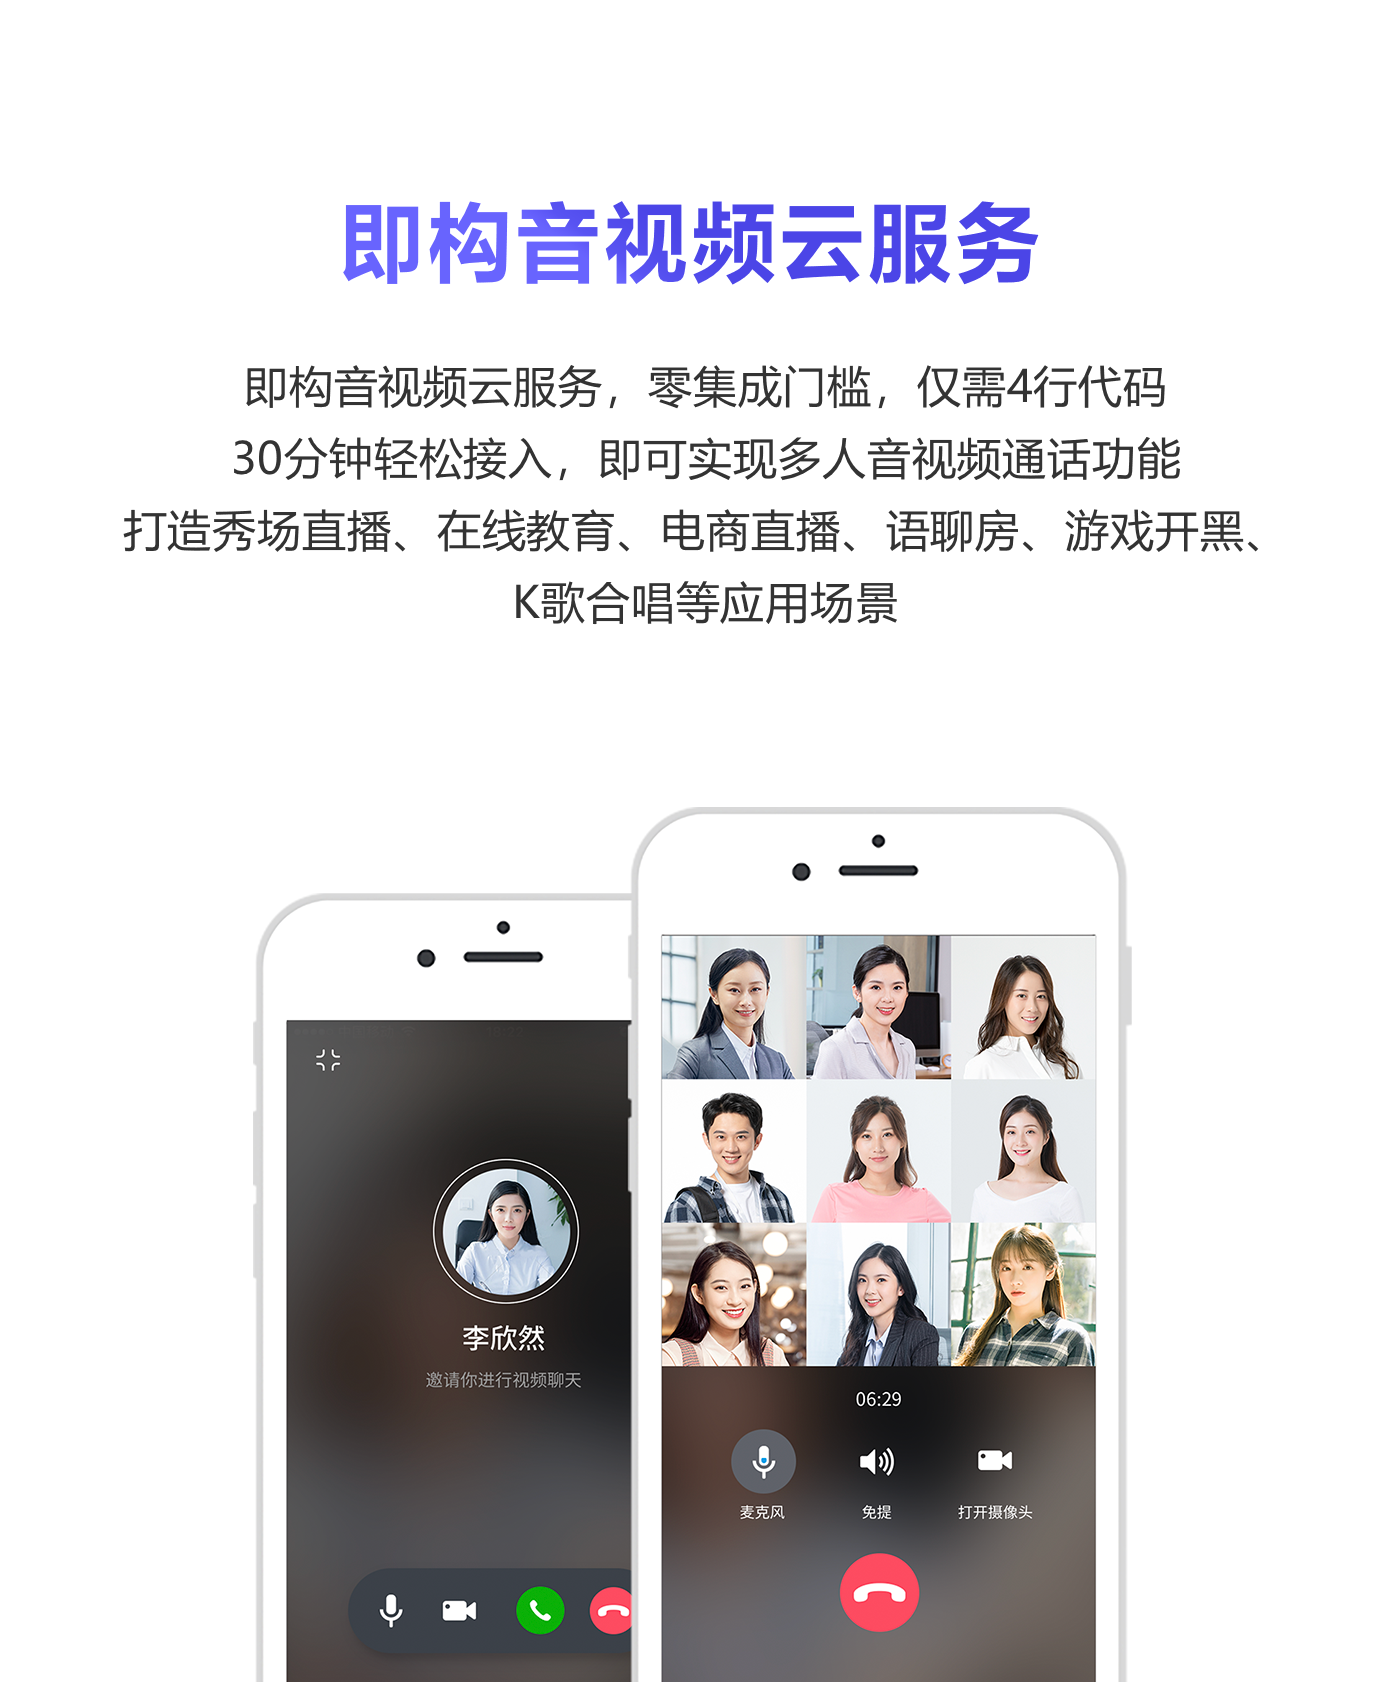 即构音视频云服务
即构音视频云服务，零集成门槛，仅需4行代码
30分钟轻松接入，即可实现多人音视频通话功能
打造秀场直播、在线教育、电商直播、语聊房、游戏开黑、
K歌合唱等应用场景
李欣然
邀请你进行视频聊天
06:29
麦克风
免提
打开摄像头